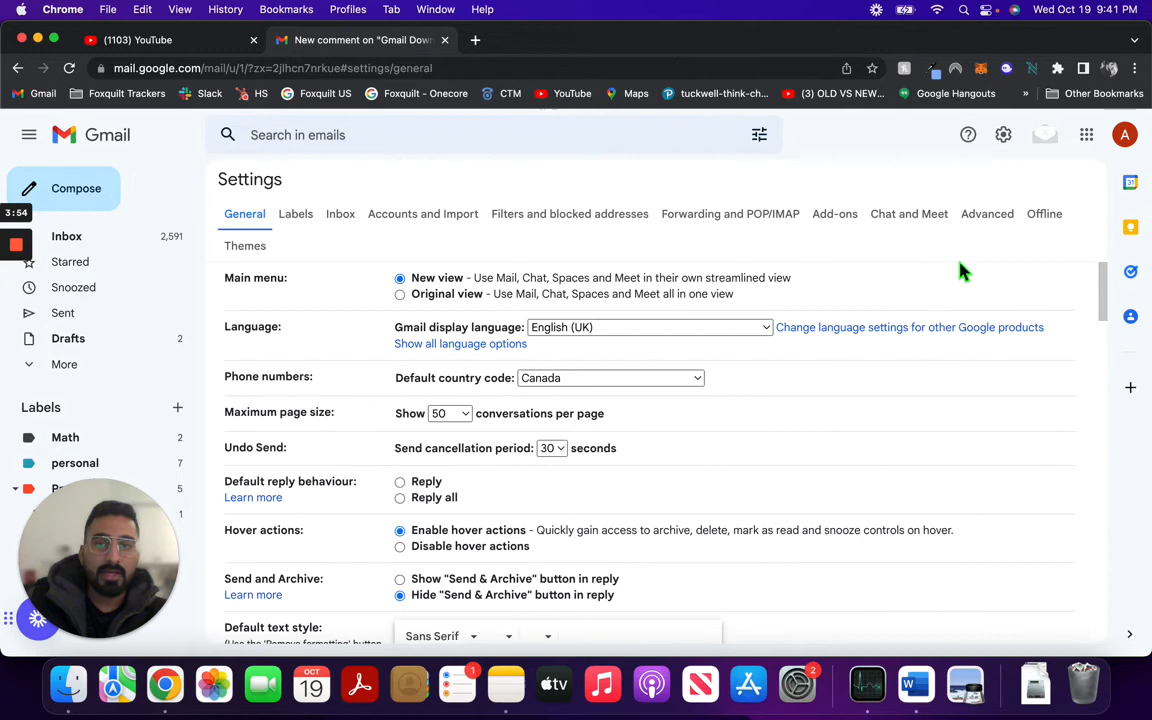 Chrome File Edit View History Bookmarks Profiles Tab Window Help Wed Oct 19 9:41 PM
(1103) YouTube New comment on "Gmail Dow
mail.google.com/mail/u/1/?zx=2jlhcn7nrkue#settings/general
Gmail Foxquilt Trackers Slack HS Foxquilt US Foxquilt - Onecore CTM YouTube Maps tuckwell-think-ch... (3) OLD VS NEW... Google Hangouts » Other Bookmarks
Gmail Search in emails A
Settings
Compose
General Labels Inbox Accounts and Import Filters and blocked addresses Forwarding and POP/IMAP Add-ons Chat and Meet Advanced Offline
3:54
Themes
Inbox 2,591
Starred
Snoozed
Sent
Drafts 2
More
Labels
Math 2
personal 7
5
1
Main menu: New view - Use Mail, Chat, Spaces and Meet in their own streamlined view
Original view - Use Mail, Chat, Spaces and Meet all in one view
Language: Gmail display language: English (UK) Change language settings for other Google products
Show all language options
Phone numbers: Default country code: Canada
Maximum page size: Show 50 conversations per page
Undo Send: Send cancellation period: 30 seconds
Default reply behaviour: Reply
Learn more Reply all
Hover actions: Enable hover actions - Quickly gain access to archive, delete, mark as read and snooze controls on hover.
Disable hover actions
Send and Archive: Show "Send & Archive" button in reply
Learn more Hide "Send & Archive" button in reply
Default text style: Sans Serif
(Use the 'Remove formatting' button
OCT
19 1 tv 2 W